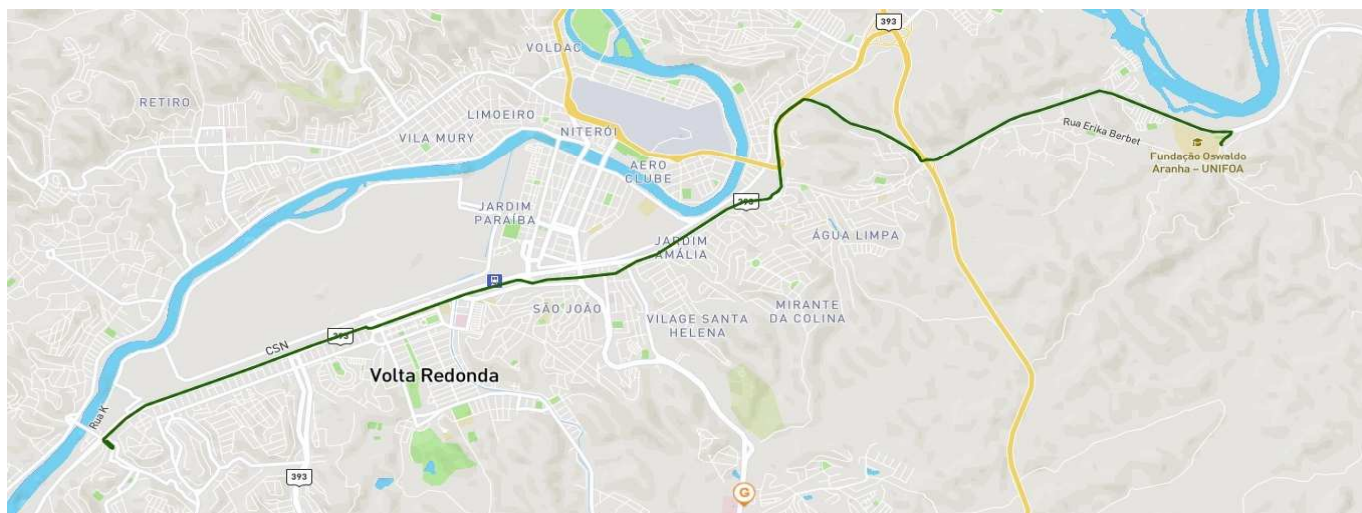 393
VOLDAC
RETIRO
LIMOEIRO
NITERÓI
VILA MURY
Rua Erika Berbet
Fundação Oswaldo
Aranha – UNIFOA
AERO
CLUBE
JARDIM
PARAÍBA
393
ÁGUA LIMPA
JARDIM
AMÁLIA
SÃO JOÃO
MIRANTE
DA COLINA
VILAGE SANTA
HELENA
393
CSN
Volta Redonda
Rua K
393
G